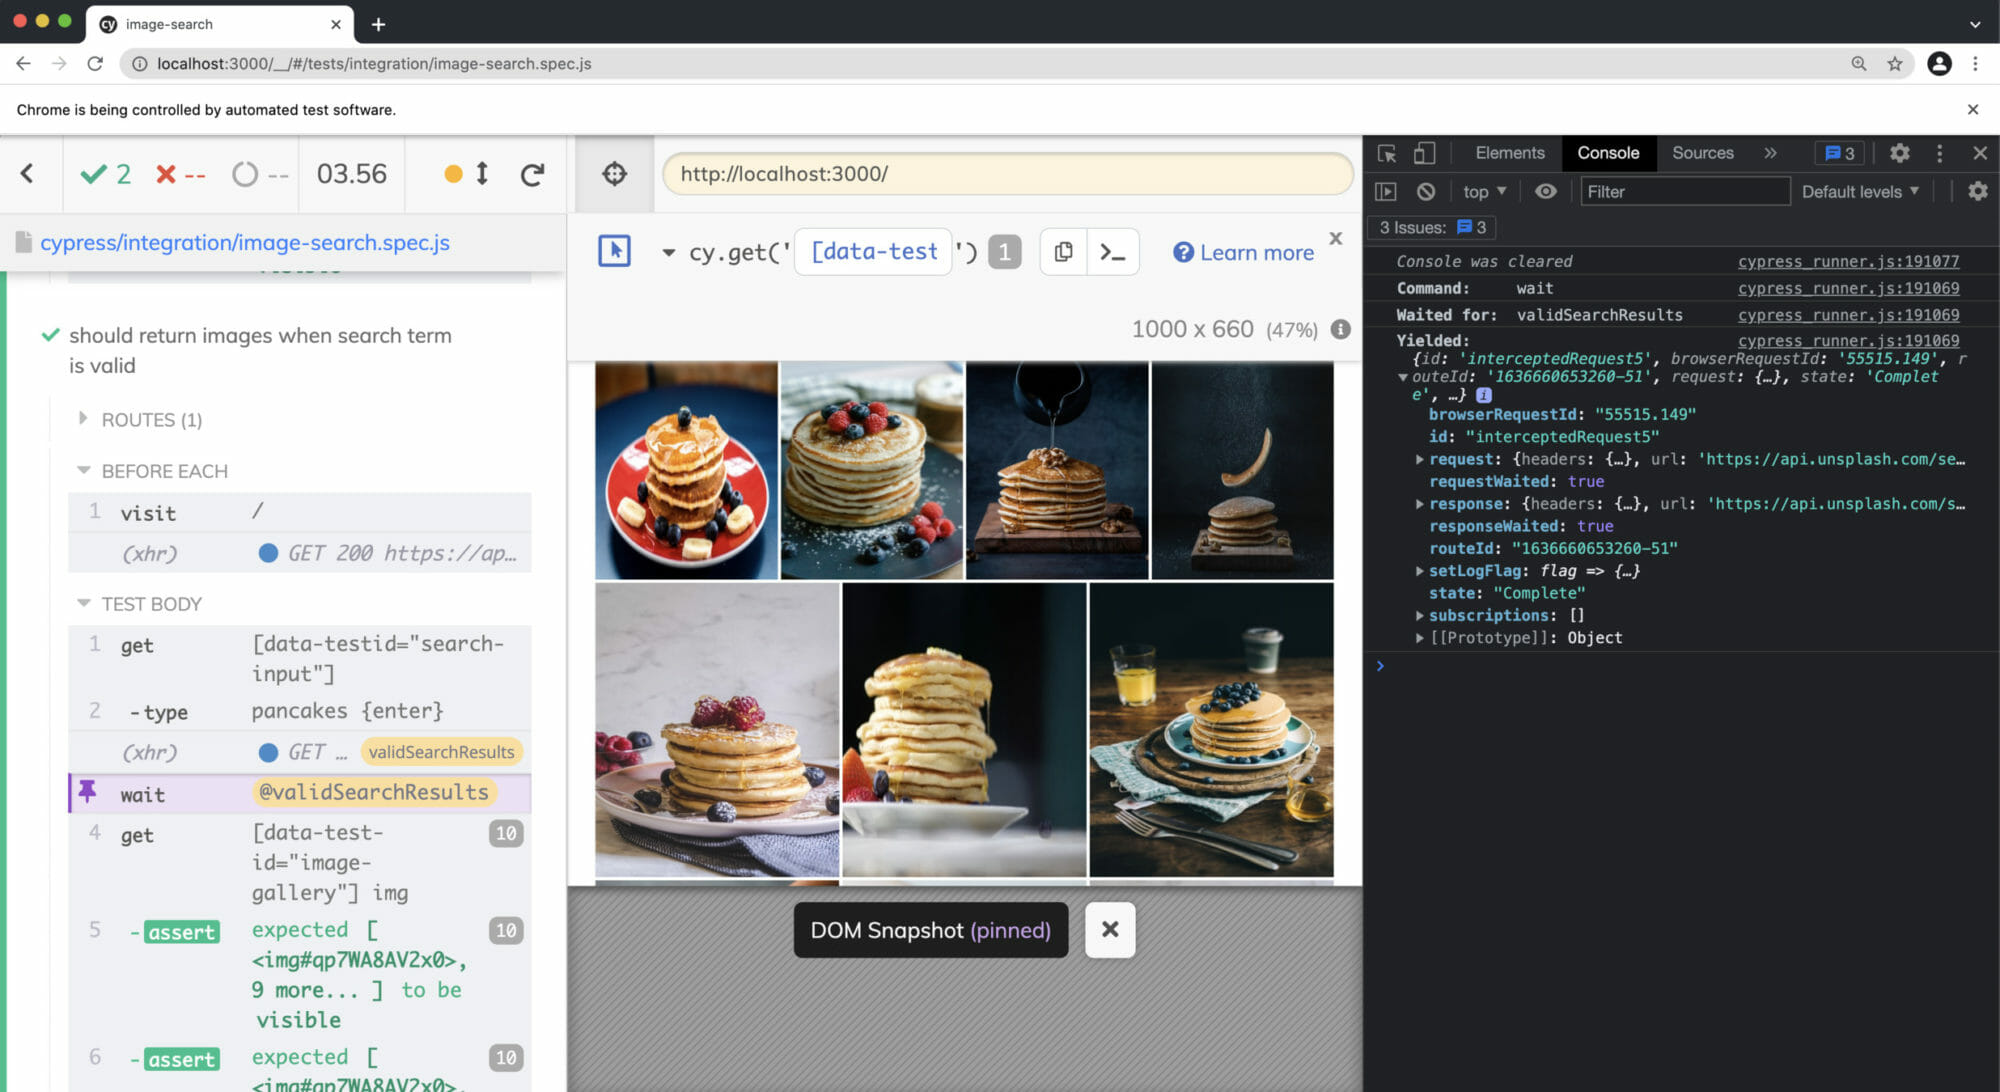 cy image-search
localhost:3000/__/#/tests/integration/image-search.spec.js
Chrome is being controlled by automated test software.
2 -- -- 03.56
cypress/integration/image-search.spec.js
visible
should return images when search term
is valid
ROUTES (1)
BEFORE EACH
1 visit /
(xhr) GET 200 https://ap...
TEST BODY
1 get [data-testid="search-
input"]
2 -type pancakes {enter}
(xhr) GET ... validSearchResults
wait @validSearchResults
4 get [data-test- 10
id="image-
gallery"] img
5 -assert expected [ 10
<img#qp7WA8AV2x0>,
9 more... ] to be
visible
6 -assert expected [ 10
<img#qp7WA8AV2x0>,
http://localhost:3000/
cy.get(' [data-test ') 1 Learn more
1000 x 660 (47%)
DOM Snapshot (pinned)
Elements Console Sources 3
top Filter Default levels
3 Issues: 3
Console was cleared cypress_runner.js:191077
Command: wait cypress_runner.js:191069
Waited for: validSearchResults cypress_runner.js:191069
Yielded: cypress_runner.js:191069
{id: 'interceptedRequest5', browserRequestId: '55515.149', r
outeId: '1636660653260-51', request: {…}, state: 'Complet
e', …} i
browserRequestId: "55515.149"
id: "interceptedRequest5"
request: {headers: {…}, url: 'https://api.unsplash.com/se…
requestWaited: true
response: {headers: {…}, url: 'https://api.unsplash.com/s…
responseWaited: true
routeId: "1636660653260-51"
setLogFlag: flag => {…}
state: "Complete"
subscriptions: []
[[Prototype]]: Object